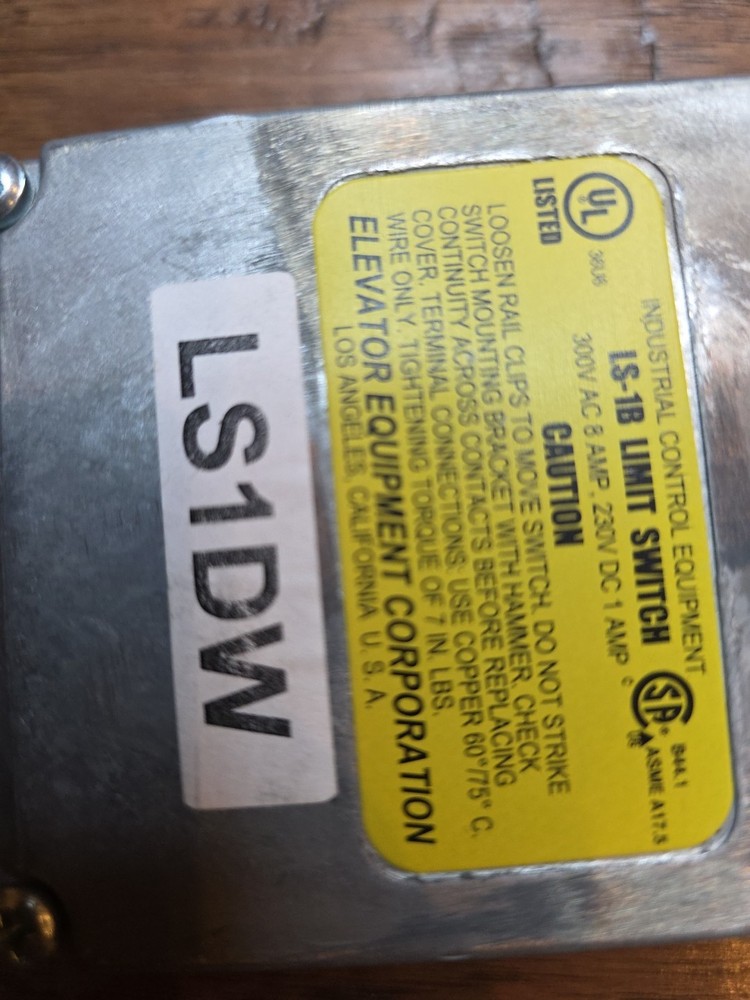 UL
LISTED
36U6
INDUSTRIAL CONTROL EQUIPMENT
LS-1B LIMIT SWITCH
300V AC 8 AMP. 230V DC 1 AMP
c SA ®
B44.1
ASME A17.5
CAUTION
LOOSEN RAIL CLIPS TO MOVE SWITCH. DO NOT STRIKE
SWITCH MOUNTING BRACKET WITH HAMMER. CHECK
CONTINUITY ACROSS CONTACTS BEFORE REPLACING
COVER. TERMINAL CONNECTIONS: USE COPPER 60°/75° C.
WIRE ONLY. TIGHTENING TORQUE OF 7 IN. LBS.
ELEVATOR EQUIPMENT CORPORATION
LOS ANGELES, CALIFORNIA U. S. A.
LS1DW